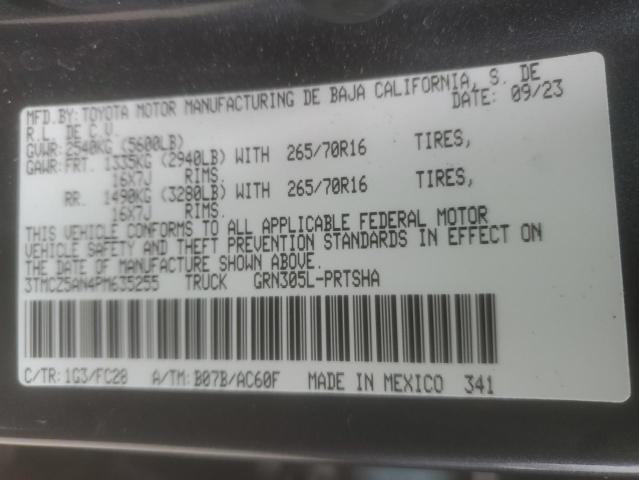 MFD.BY: TOYOTA MOTOR MANUFACTURING DE BAJA CALIFORNIA, S. DE
R.L. DE C.V. DATE: 09/23
GVWR: 2540KG (5600LB)
GAWR: FRT. 1335KG (2940LB) WITH 265/70R16 TIRES,
16X7J RIMS.
RR. 1490KG (3280LB) WITH 265/70R16 TIRES,
16X7J RIMS.
THIS VEHICLE CONFORMS TO ALL APPLICABLE FEDERAL MOTOR
VEHICLE SAFETY AND THEFT PREVENTION STANDARDS IN EFFECT ON
THE DATE OF MANUFACTURE SHOWN ABOVE.
3TMCZ5AN4PM635255 TRUCK GRN305L-PRTSHA
C/TR: 1G3/FC20 A/TM: B07B/AC60F MADE IN MEXICO 341